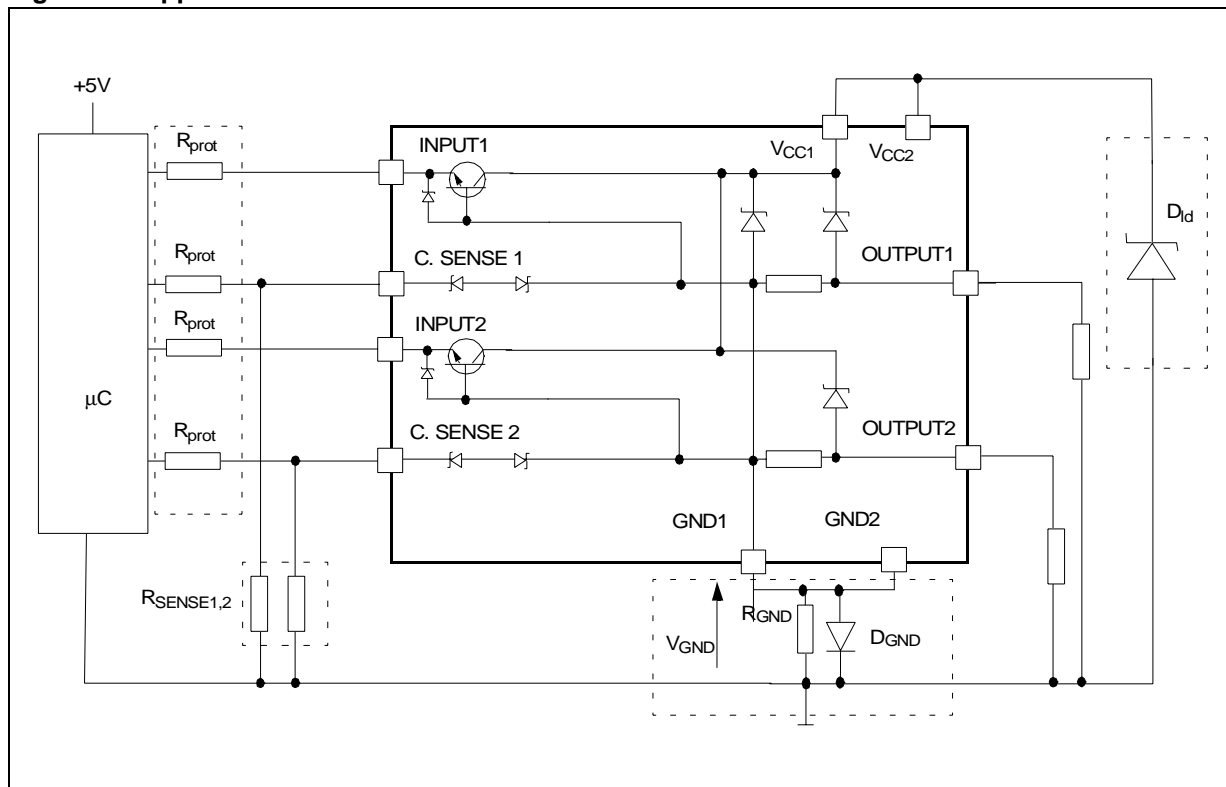 +5V
Rprot
INPUT1
VCC1
VCC2
Dld
Rprot
C. SENSE 1
OUTPUT1
Rprot
INPUT2
μC
Rprot
C. SENSE 2
OUTPUT2
GND1
GND2
RSENSE1,2
RGND
VGND
DGND